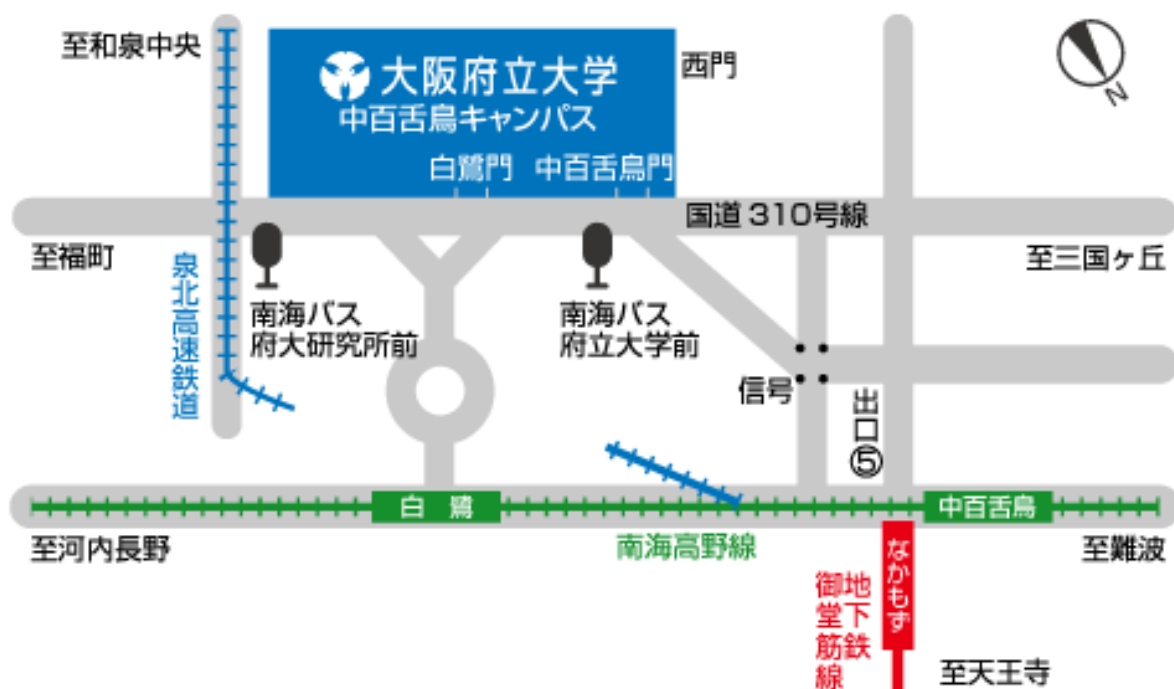 至和泉中央
大阪府立大学
中百舌鳥キャンパス
西門
N
白鷺門
中百舌鳥門
国道 310号線
至福町
至三国ヶ丘
泉北高速鉄道
南海バス
府大研究所前
南海バス
府立大学前
信号
出口⑤
白鷺
中百舌鳥
至河内長野
南海高野線
至難波
なかもず
地下鉄
御堂筋線
至天王寺